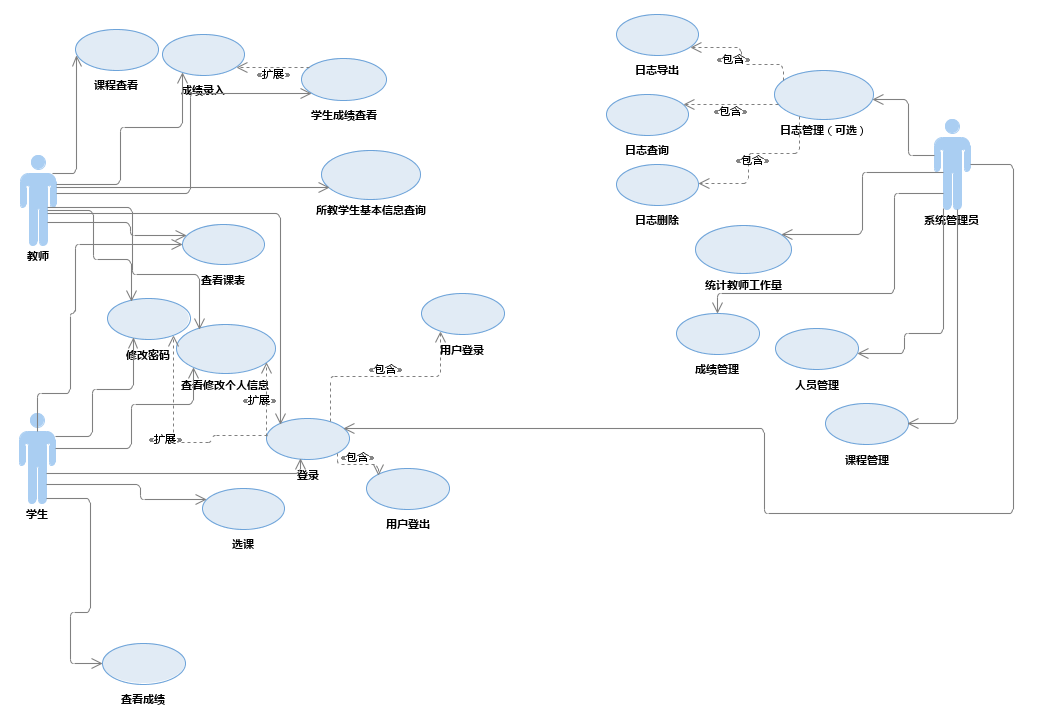 课程查看
成绩录入
«扩展»
学生成绩查看
所教学生基本信息查询
教师
查看课表
修改密码
查看修改个人信息
«扩展»
«扩展»
用户登录
«包含»
登录
«包含»
用户登出
学生
选课
查看成绩
日志导出
«包含»
日志管理（可选）
日志查询
«包含»
«包含»
日志删除
系统管理员
统计教师工作量
成绩管理
人员管理
课程管理